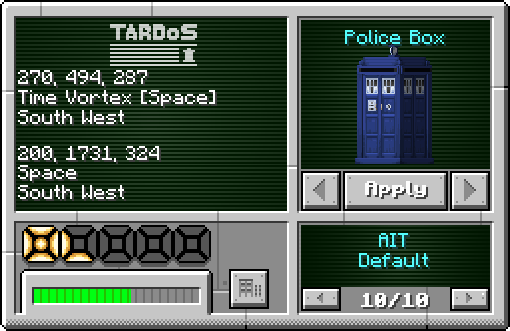 TARDOS
270, 494, 287
Time Vortex [Space]
South West
200, 1731, 324
Space
South West
Police Box
Apply
AIT
Default
10/10